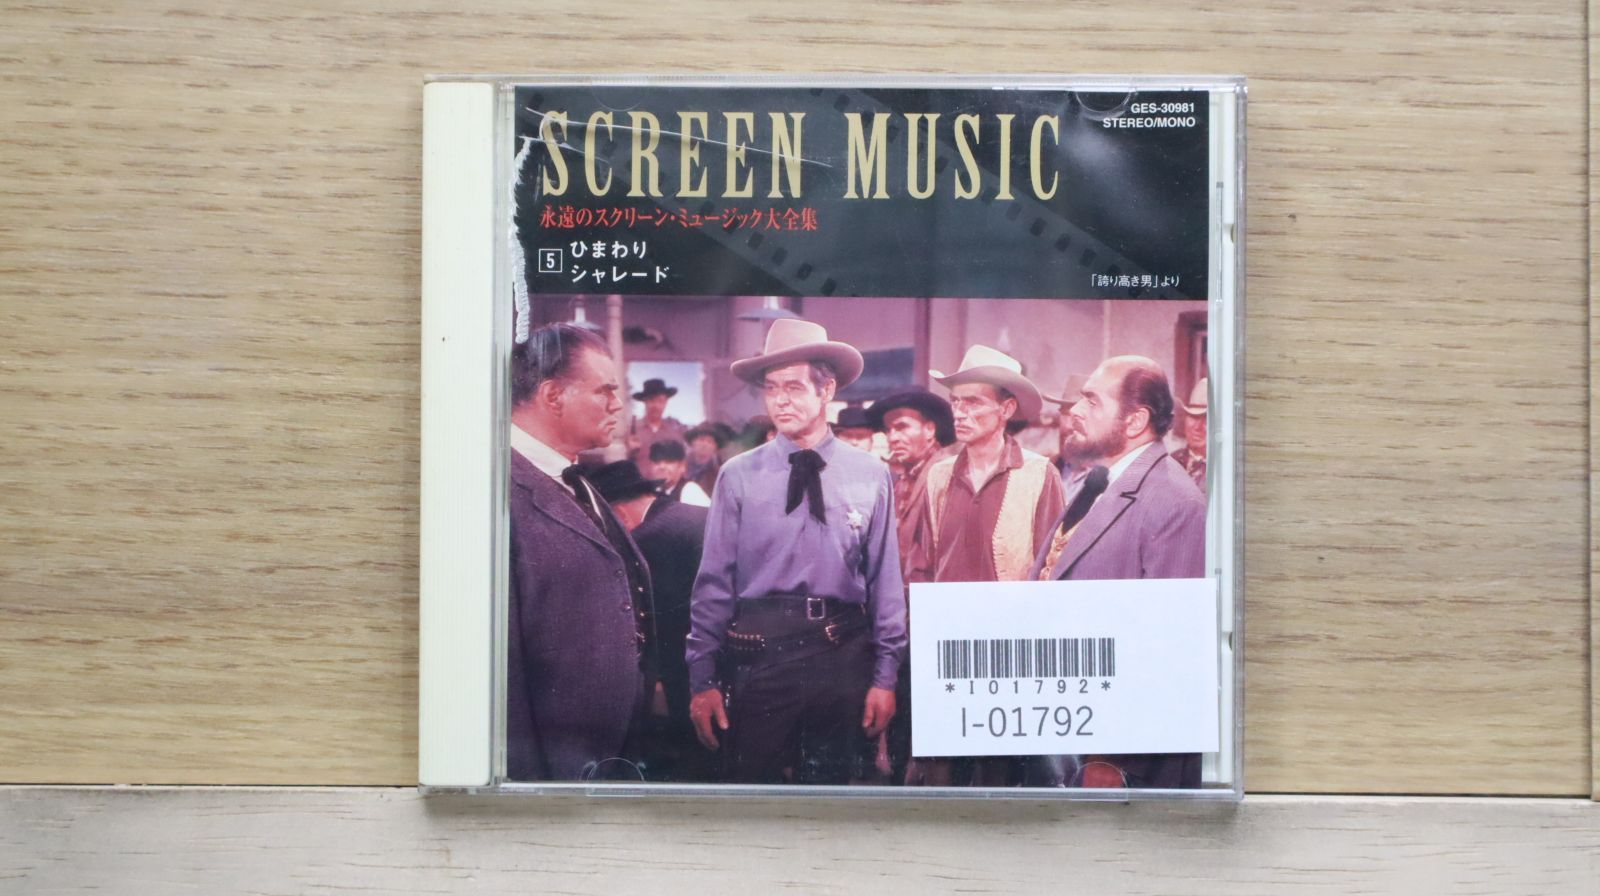 GES-30981
STEREO/MONO
SCREEN MUSIC
永遠のスクリーン・ミュージック大全集
5 ひまわり
シャレード
「誇り高き男」より
*I01792*
I-01792